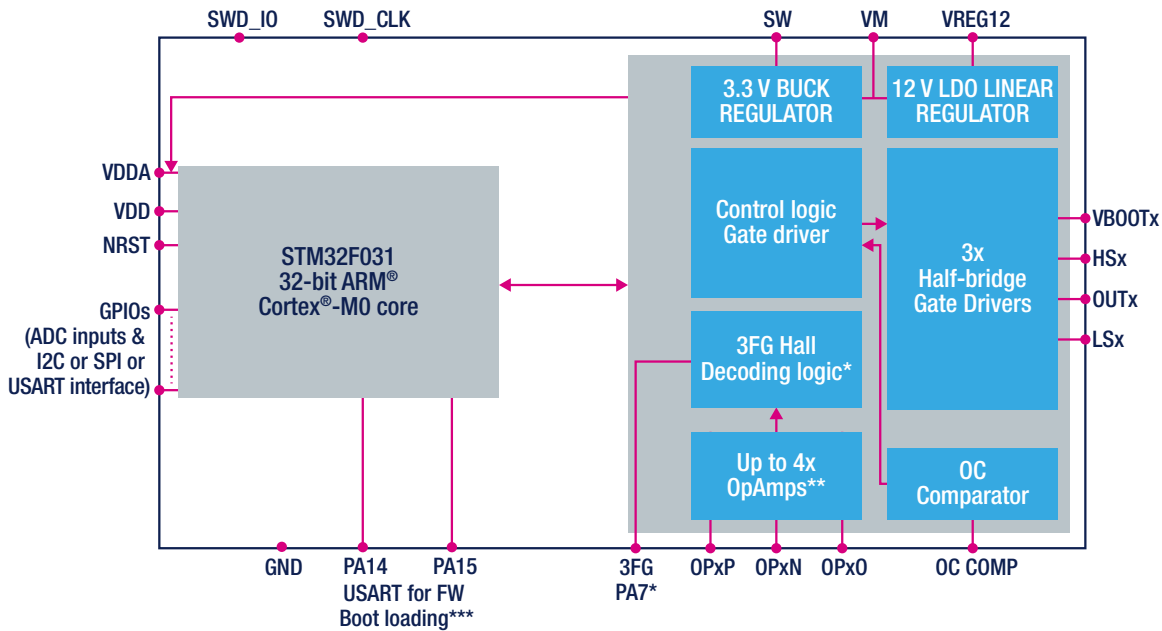 SWD_IO
SWD_CLK
SW
VM
VREG12
3.3 V BUCK
REGULATOR
12 V LDO LINEAR
REGULATOR
VDDA
VDD
NRST
GPIOs
(ADC inputs &
I2C or SPI or
USART interface)
STM32F031
32-bit ARM®
Cortex®-M0 core
Control logic
Gate driver
3x
Half-bridge
Gate Drivers
VBOOTx
HSx
OUTx
LSx
3FG Hall
Decoding logic*
Up to 4x
OpAmps**
OC
Comparator
GND
PA14
PA15
USART for FW
Boot loading***
3FG
PA7*
OPxP
OPxN
OPxO
OC COMP